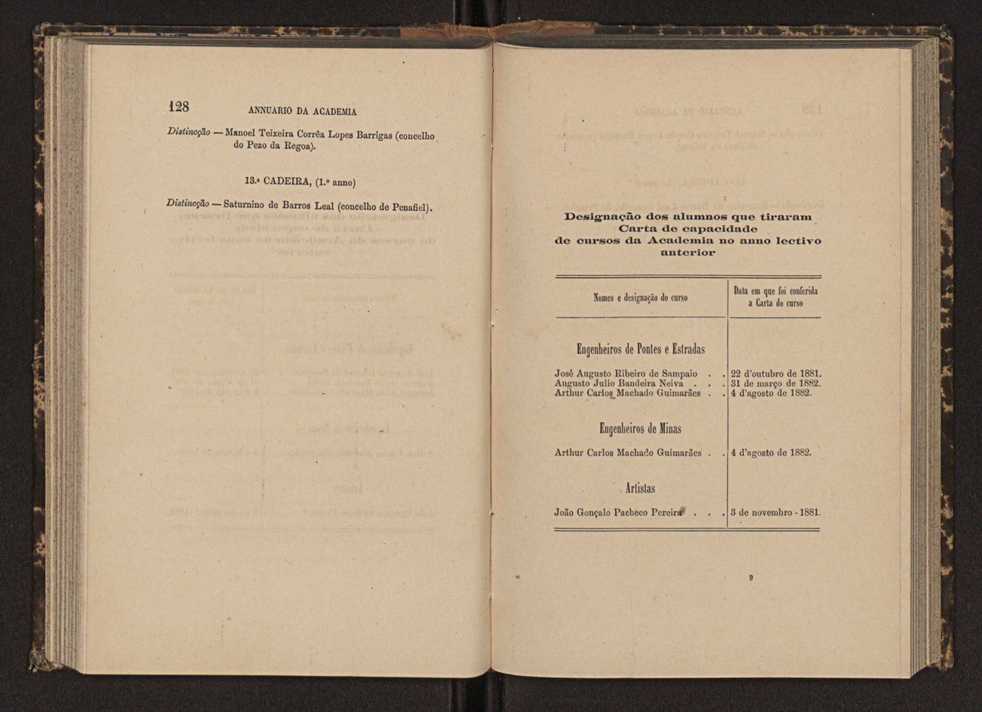 128
ANNUARIO DA ACADEMIA
Distincção — Manoel Teixeira Corrêa Lopes Barrigas (concelho
do Pezo da Regoa).
13.ª CADEIRA, (1.º anno)
Distincção — Saturnino de Barros Leal (concelho de Penafiel).
Designação dos alumnos que tiraram
Carta de capacidade
de cursos da Academia no anno lectivo
anterior
Nomes e designação do curso
Data em que foi conferida
a Carta do curso
Engenheiros de Pontes e Estradas
José Augusto Ribeiro de Sampaio . . 22 d'outubro de 1881.
Augusto Julio Bandeira Neiva . . . 31 de março de 1882.
Arthur Carlos Machado Guimarães . . 4 d'agosto de 1882.
Engenheiros de Minas
Arthur Carlos Machado Guimarães . . 4 d'agosto de 1882.
Artistas
João Gonçalo Pacheco Pereira . . . 3 de novembro - 1881.
9